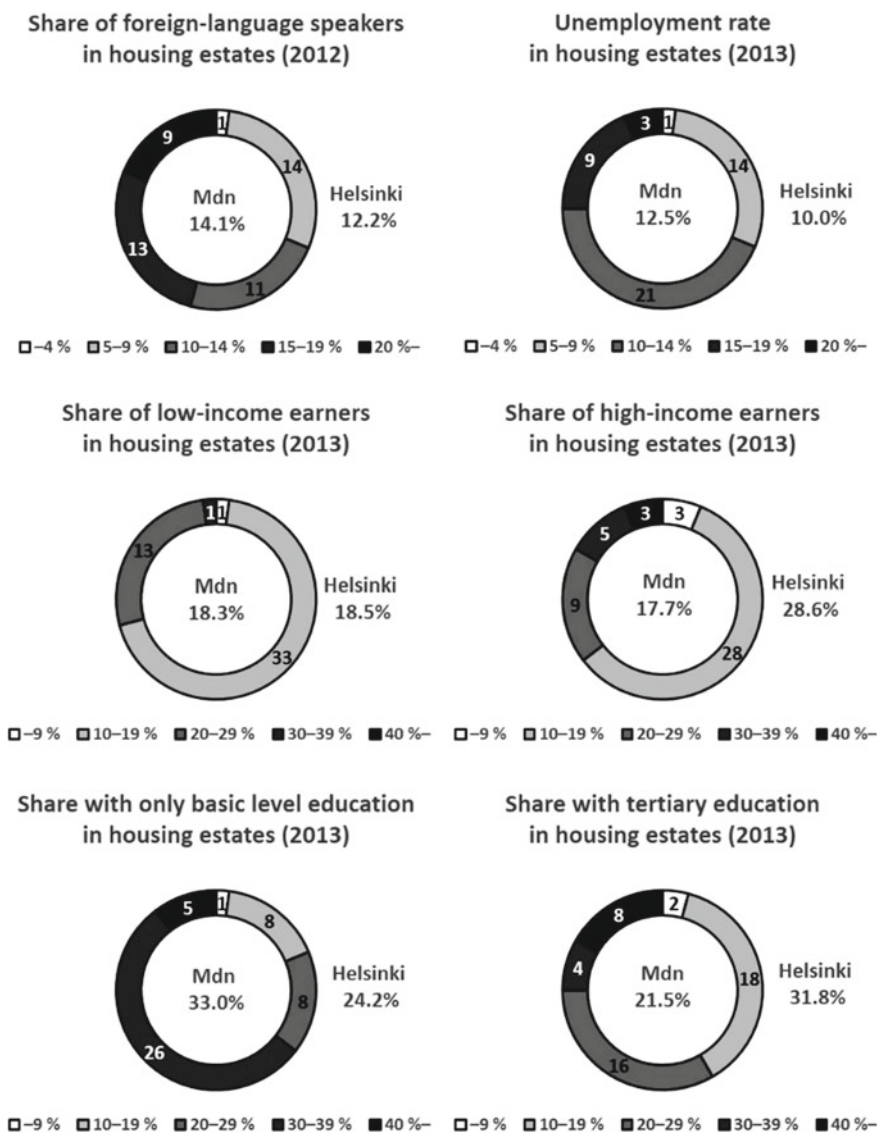 Share of foreign-language speakers
in housing estates (2012)
1
14
11
13
9
Mdn
14.1%
Helsinki
12.2%
–4 % 5–9 % 10–14 % 15–19 % 20 %–
Unemployment rate
in housing estates (2013)
1
14
21
9
3
Mdn
12.5%
Helsinki
10.0%
–4 % 5–9 % 10–14 % 15–19 % 20 %–
Share of low-income earners
in housing estates (2013)
1
33
13
1
Mdn
18.3%
Helsinki
18.5%
–9 % 10–19 % 20–29 % 30–39 % 40 %–
Share of high-income earners
in housing estates (2013)
3
28
9
5
3
Mdn
17.7%
Helsinki
28.6%
–9 % 10–19 % 20–29 % 30–39 % 40 %–
Share with only basic level education
in housing estates (2013)
1
8
8
26
5
Mdn
33.0%
Helsinki
24.2%
–9 % 10–19 % 20–29 % 30–39 % 40 %–
Share with tertiary education
in housing estates (2013)
2
18
16
4
8
Mdn
21.5%
Helsinki
31.8%
–9 % 10–19 % 20–29 % 30–39 % 40 %–